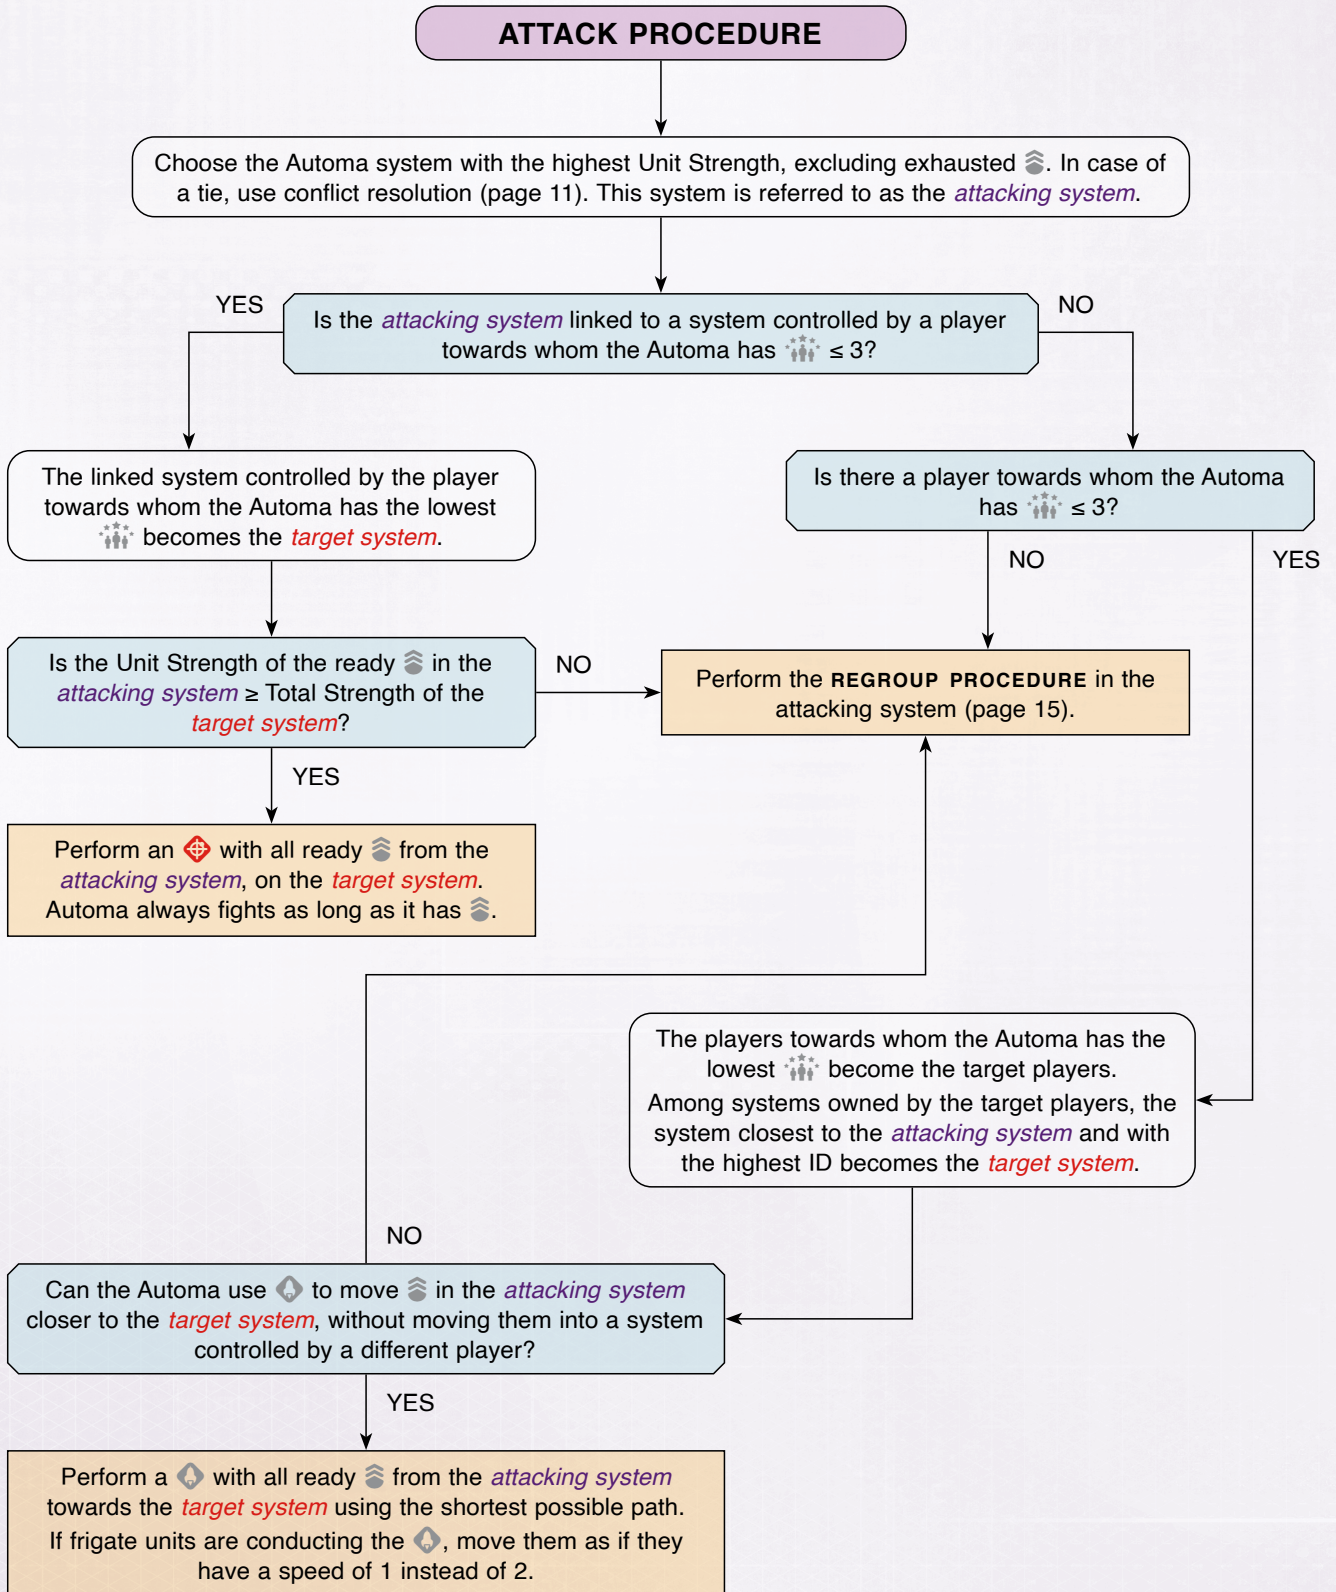 ATTACK PROCEDURE
Choose the Automa system with the highest Unit Strength, excluding exhausted . In case of
a tie, use conflict resolution (page 11). This system is referred to as the attacking system.
YES
NO
Is the attacking system linked to a system controlled by a player
towards whom the Automa has ≤ 3?
The linked system controlled by the player
towards whom the Automa has the lowest
becomes the target system.
Is there a player towards whom the Automa
has ≤ 3?
NO
YES
Is the Unit Strength of the ready in the
attacking system ≥ Total Strength of the
target system?
NO
Perform the REGROUP PROCEDURE in the
attacking system (page 15).
YES
Perform an with all ready from the
attacking system, on the target system.
Automa always fights as long as it has .
The players towards whom the Automa has the
lowest become the target players.
Among systems owned by the target players, the
system closest to the attacking system and with
the highest ID becomes the target system.
NO
Can the Automa use to move in the attacking system
closer to the target system, without moving them into a system
controlled by a different player?
YES
Perform a with all ready from the attacking system
towards the target system using the shortest possible path.
If frigate units are conducting the , move them as if they
have a speed of 1 instead of 2.